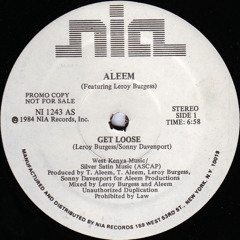 nia
ALEEM
(Featuring Leroy Burgess)
PROMO COPY
NOT FOR SALE
NI 1243 AS
℗1984 NIA Records, Inc.
STEREO
SIDE 1
TIME: 6:58
GET LOOSE
(Leroy Burgess/Sonny Davenport)
West Kenya Music/
Silver Satin Music (ASCAP)
Produced by T. Aleem, T. Aleem, Leroy Burgess,
Sonny Davenport for Aleem Productions
Mixed by Leroy Burgess and Aleem
Unauthorized Duplication
Prohibited by Law
MANUFACTURED AND DISTRIBUTED BY NIA RECORDS 159 WEST 53RD ST., NEW YORK, N.Y. 10019